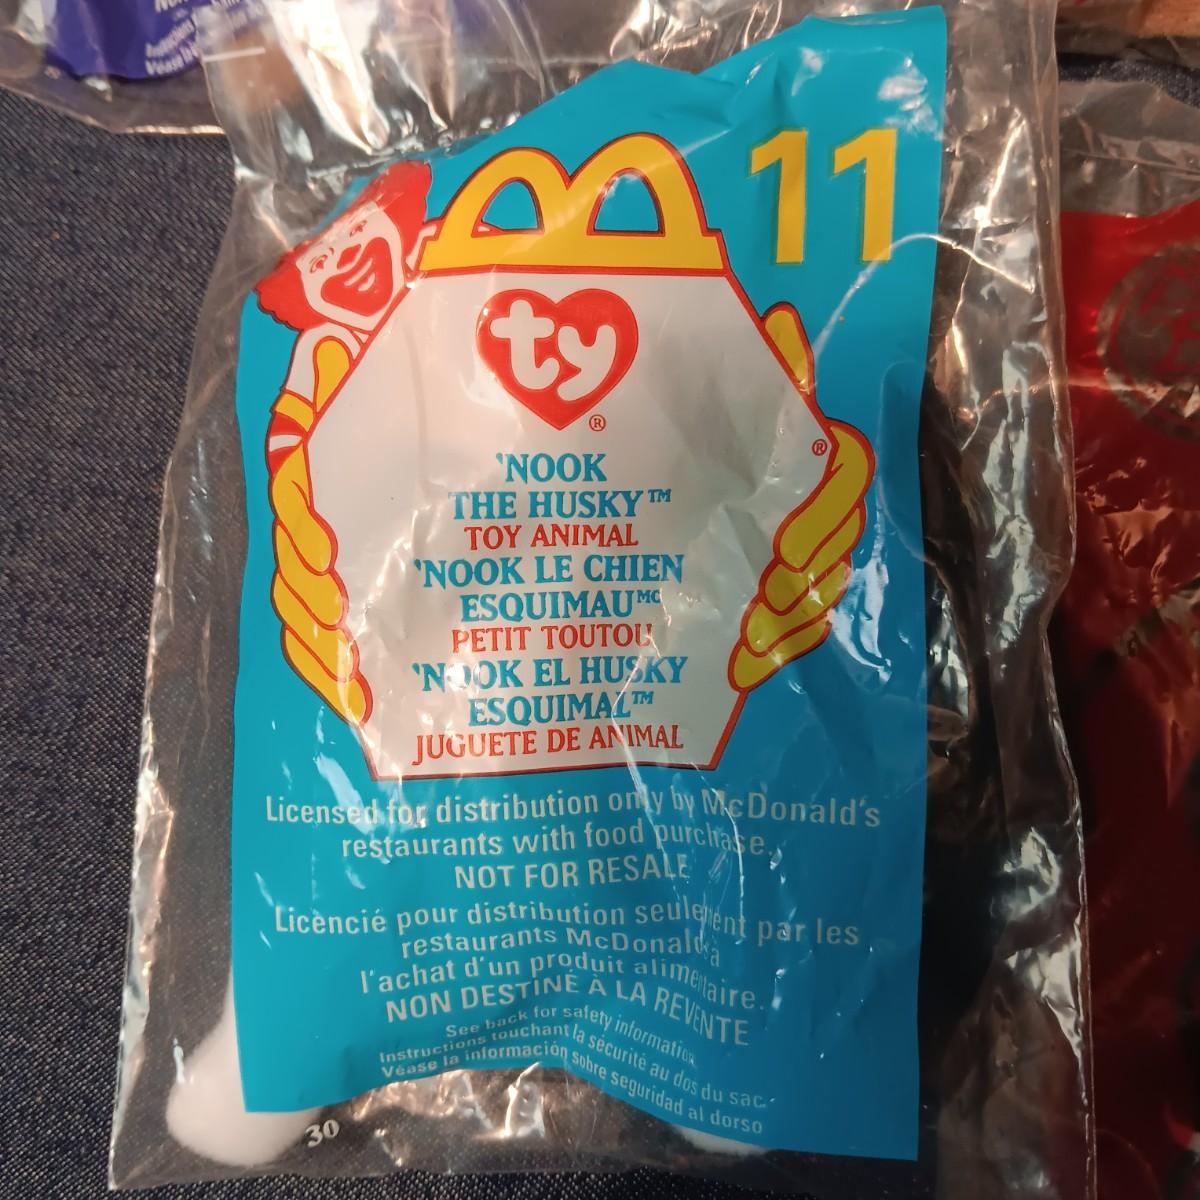 Véase la
11
ty
®
®
'NOOK
THE HUSKY™
TOY ANIMAL
'NOOK LE CHIEN
ESQUIMAU MC
PETIT TOUTOU
'NOOK EL HUSKY
ESQUIMAL™
JUGUETE DE ANIMAL
Licensed for distribution only by McDonald's
restaurants with food purchase.
NOT FOR RESALE
Licencié pour distribution seulement par les
restaurants McDonald's à
l'achat d'un produit alimentaire.
NON DESTINÉ À LA REVENTE
See back for safety information
Instructions touchant la sécurité au dos du sac.
Véase la información sobre seguridad al dorso
30